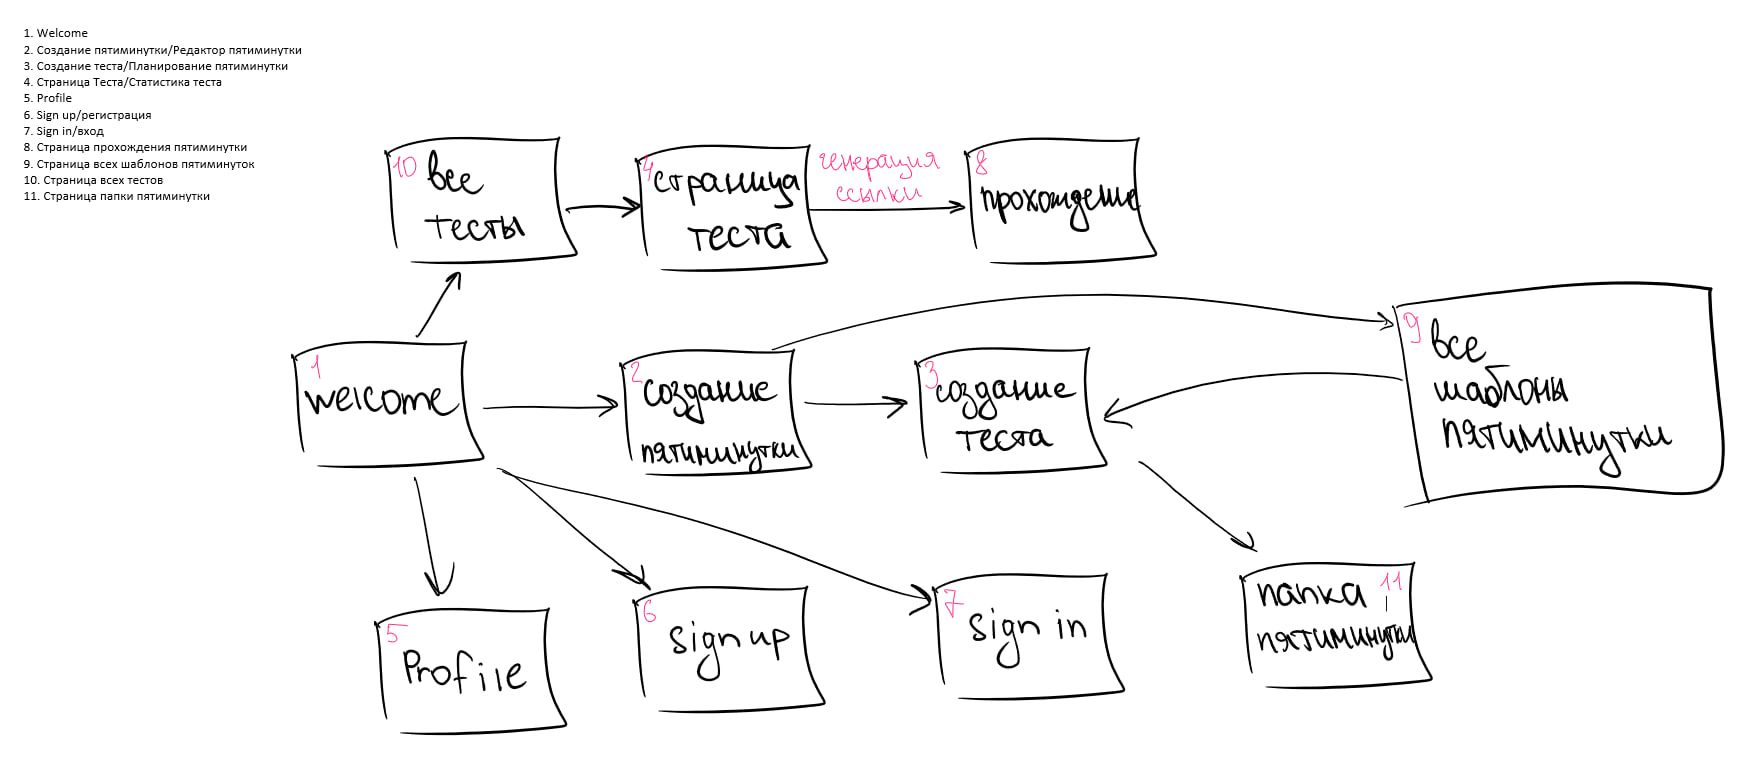 1. Welcome
2. Создание пятиминутки/Редактор пятиминутки
3. Создание теста/Планирование пятиминутки
4. Страница Теста/Статистика теста
5. Profile
6. Sign up/регистрация
7. Sign in/вход
8. Страница прохождения пятиминутки
9. Страница всех шаблонов пятиминуток
10. Страница всех тестов
11. Страница папки пятиминутки
10 все
тесты
4 страница
теста
генерация
ссылки
8
прохождение
1
welcome
2
создание
пятиминутки
3
создание
теста
9 все
шаблоны
пятиминутки
5
Profile
6
sign up
7
sign in
папка 11
пятиминутки